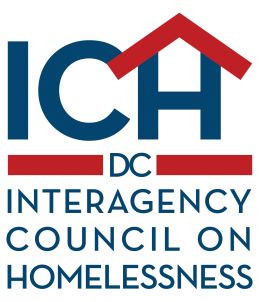 ICH
DC
INTERAGENCY
COUNCIL ON
HOMELESSNESS